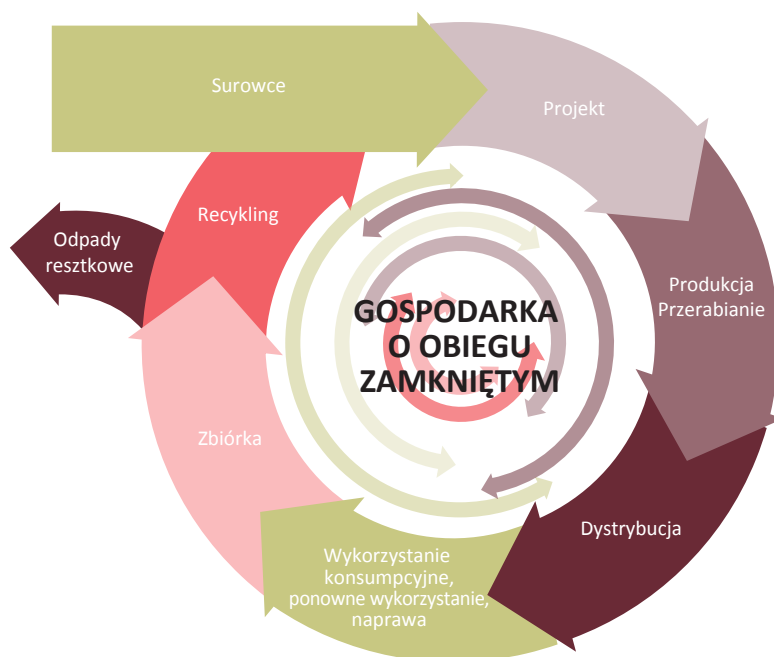 Surowce
Projekt
Recykling
Odpady
resztkowe
Produkcja
Przerabianie
GOSPODARKA
O OBIEGU
ZAMKNIĘTYM
Zbiórka
Dystrybucja
Wykorzystanie
konsumpcyjne,
ponowne wykorzystanie,
naprawa